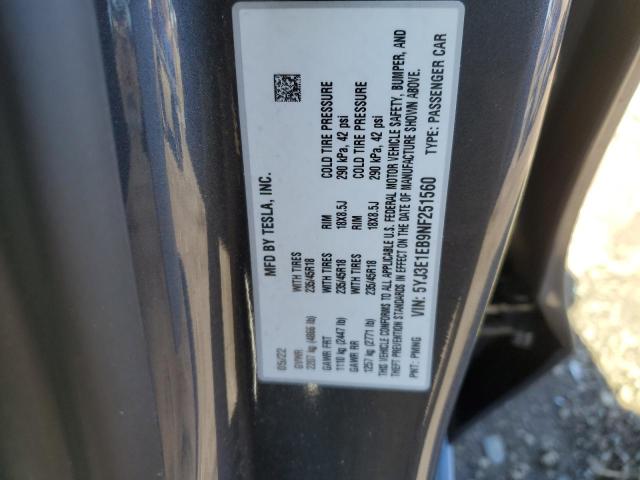 MFD BY TESLA, INC.
05/22
GVWR
2207 kg (4866 lb)
GAWR FRT WITH TIRES RIM COLD TIRE PRESSURE
1110 kg (2447 lb) 235/45R18 18X8.5J 290 kPa, 42 psi
GAWR RR WITH TIRES RIM COLD TIRE PRESSURE
1257 kg (2771 lb) 235/45R18 18X8.5J 290 kPa, 42 psi
THIS VEHICLE CONFORMS TO ALL APPLICABLE U.S. FEDERAL MOTOR VEHICLE SAFETY, BUMPER, AND
THEFT PREVENTION STANDARDS IN EFFECT ON THE DATE OF MANUFACTURE SHOWN ABOVE.
PNT: PMNG VIN: 5YJ3E1EB9NF251560 TYPE: PASSENGER CAR